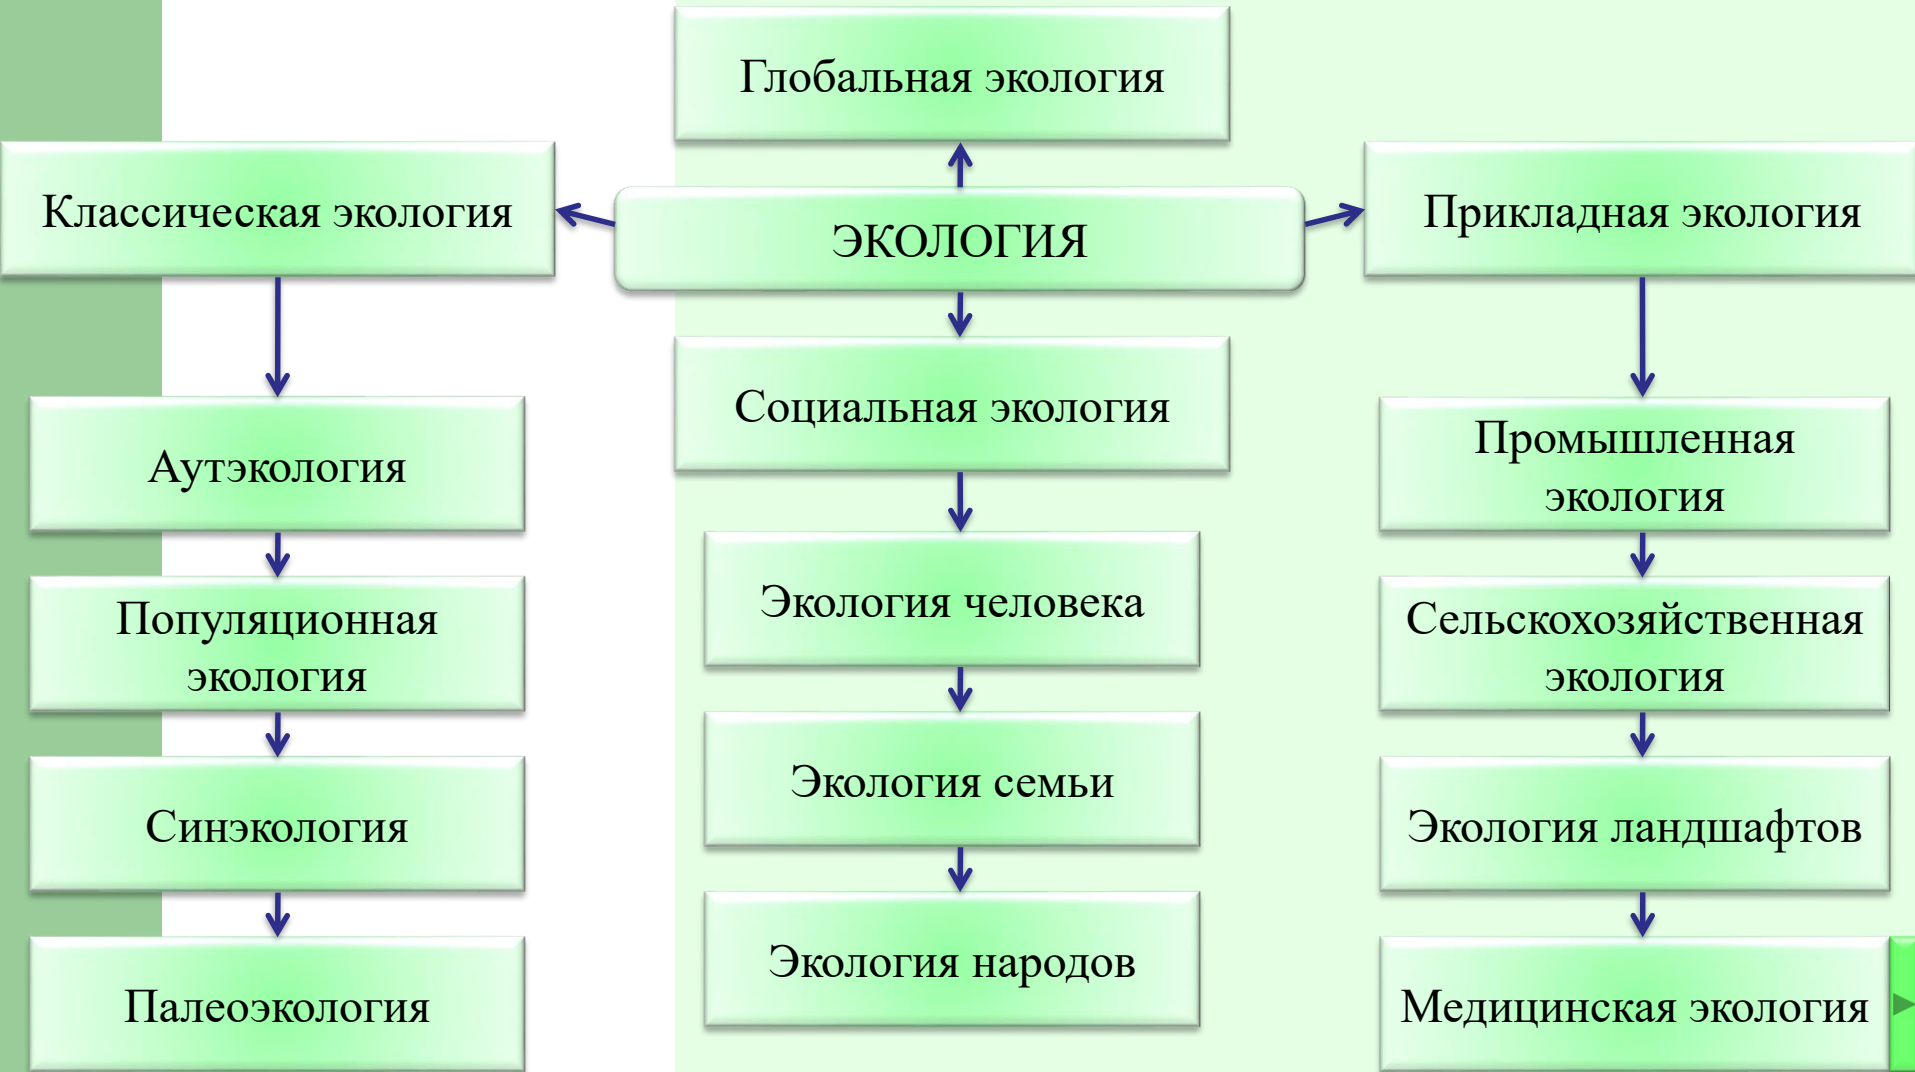 Глобальная экология
Классическая экология
ЭКОЛОГИЯ
Прикладная экология
Аутэкология
Популяционная
экология
Синэкология
Палеоэкология
Социальная экология
Экология человека
Экология семьи
Экология народов
Промышленная
экология
Сельскохозяйственная
экология
Экология ландшафтов
Медицинская экология